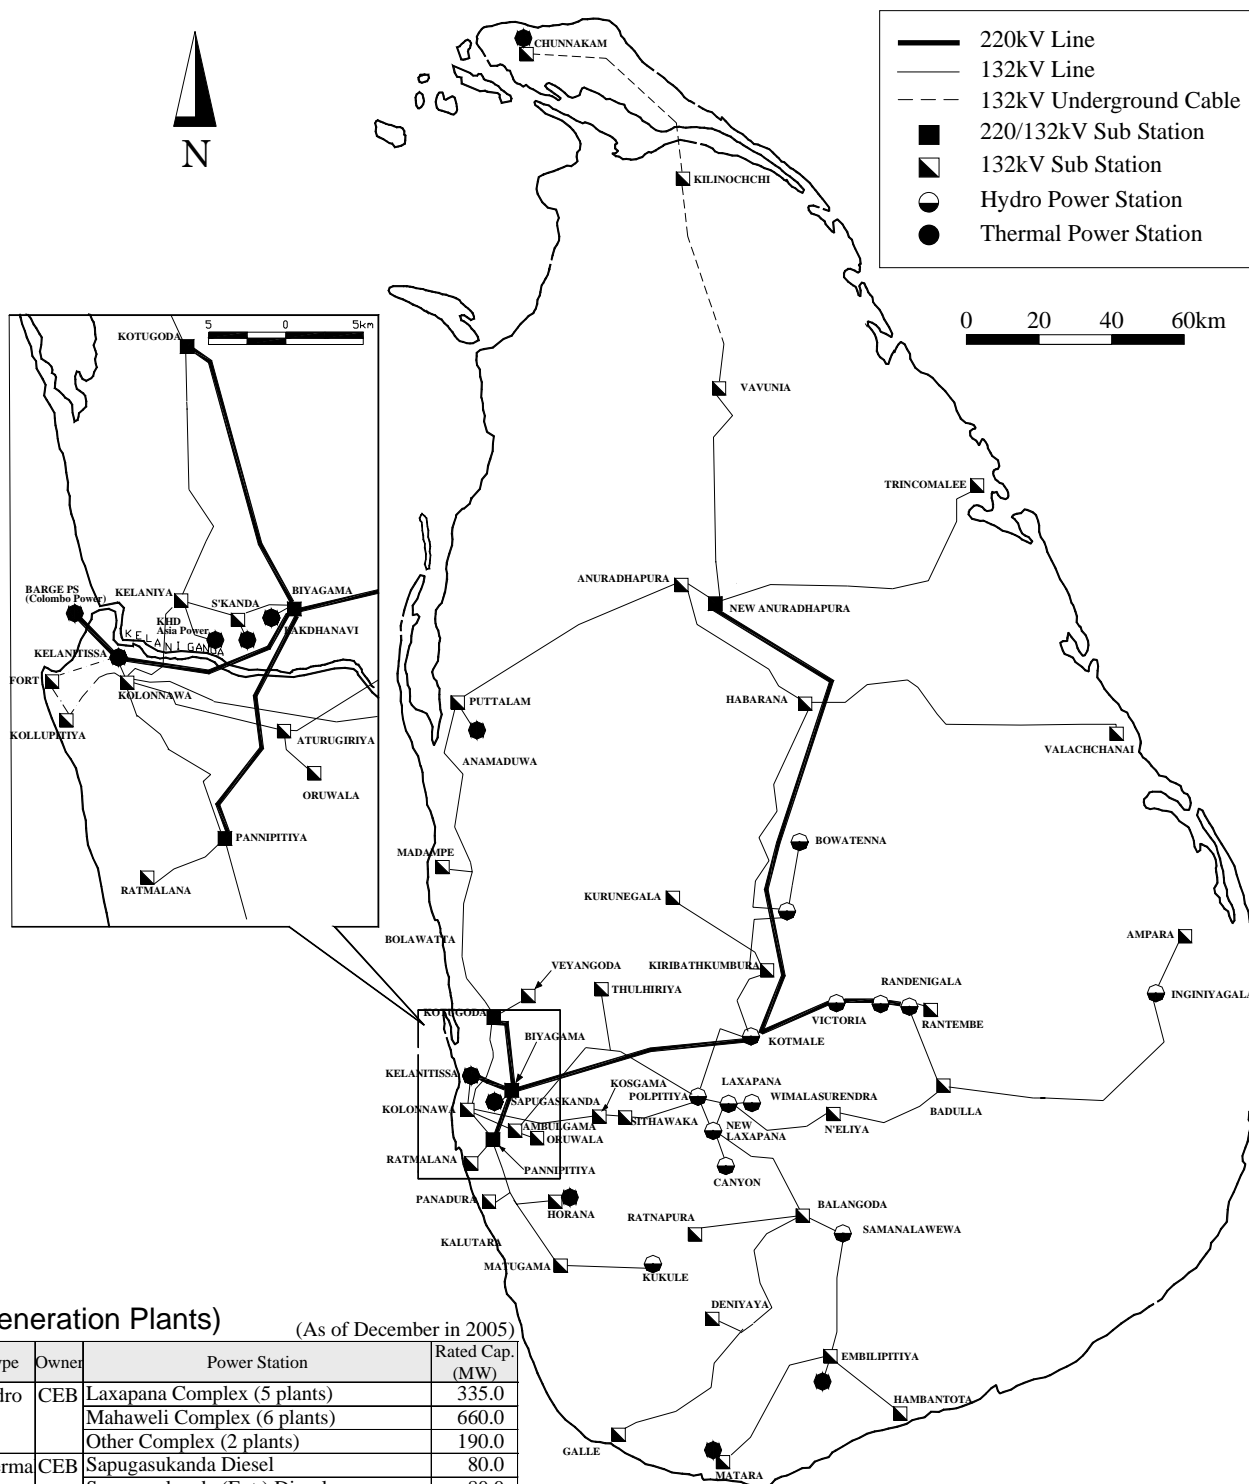 CHUNNAKAM
220kV Line
132kV Line
132kV Underground Cable
220/132kV Sub Station
132kV Sub Station
Hydro Power Station
Thermal Power Station
N
KILINOCHCHI
0 20 40 60km
KOTUGODA
5 0 5km
VAVUNIA
TRINCOMALEE
BARGE PS
(Colombo Power)
KELANIYA
S'KANDA
BIYAGAMA
KHD
Asia Power
LAKDHANAVI
KELANI GANDA
KELANITISSA
FORT
KOLONNAWA
KOLLUPITIYA
ATURUGIRIYA
ORUWALA
PANNIPITIYA
RATMALANA
ANURADHAPURA
NEW ANURADHAPURA
PUTTALAM
HABARANA
ANAMADUWA
VALACHCHANAI
MADAMPE
BOWATENNA
KURUNEGALA
BOLAWATTA
KIRIBATHKUMBURA
AMPARA
VEYANGODA
THULHIRIYA
RANDENIGALA
INGINIYAGALA
KOTUGODA
VICTORIA
RANTEMBE
BIYAGAMA
KOTMALE
KELANITISSA
KOSGAMA
LAXAPANA
POLPITIYA
WIMALASURENDRA
BADULLA
KOLONNAWA
SAPUGASKANDA
SITHAWAKA
NEW
LAXAPANA
N'ELIYA
AMBULGAMA
ORUWALA
RATMALANA
PANNIPITIYA
CANYON
PANADURA
HORANA
RATNAPURA
BALANGODA
SAMANALAWEWA
KALUTARA
MATUGAMA
KUKULE
DENIYAYA
EMBILIPITIYA
HAMBANTOTA
GALLE
MATARA
eneration Plants)
(As of December in 2005)
ype Owner Power Station Rated Cap.
(MW)
dro CEB Laxapana Complex (5 plants) 335.0
Mahaweli Complex (6 plants) 660.0
Other Complex (2 plants) 190.0
erma CEB Sapugasukanda Diesel 80.0